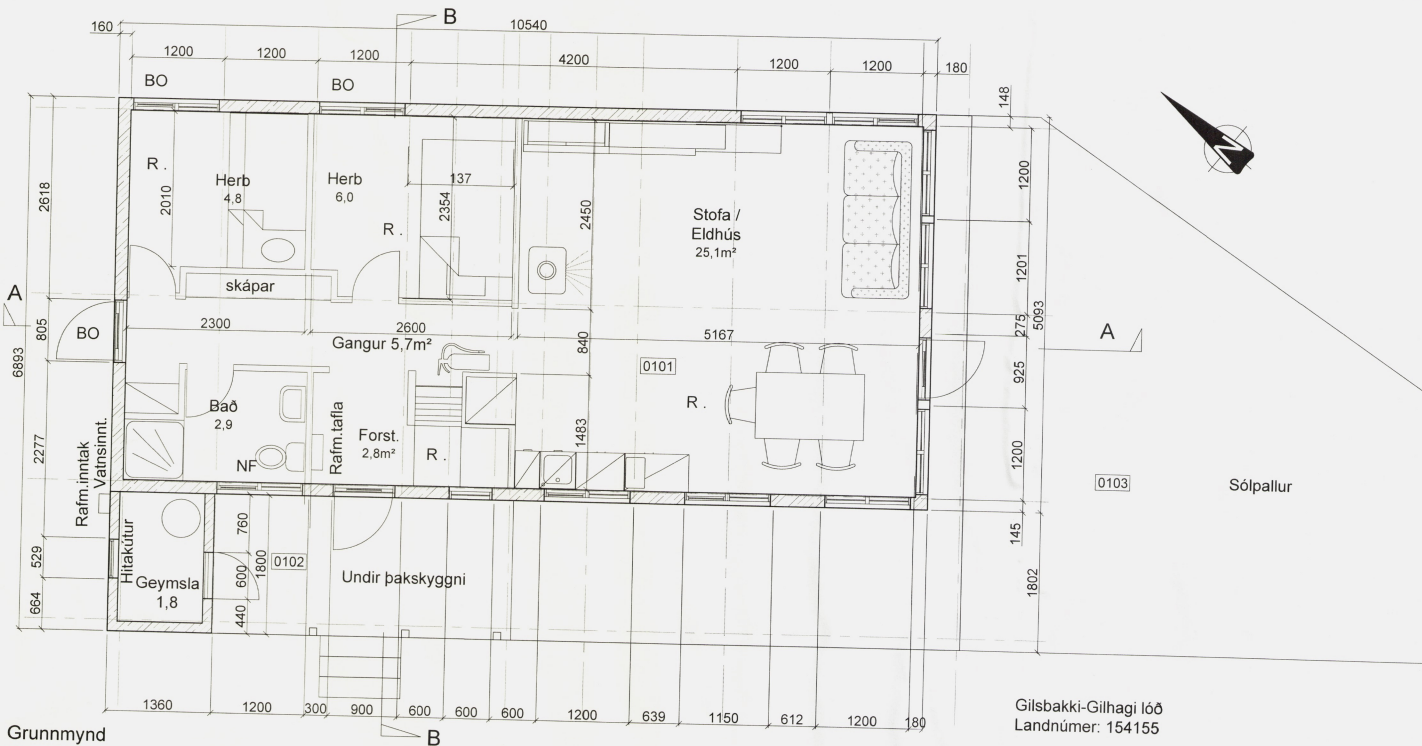 B
10540
160
1200
1200
1200
4200
1200
1200
180
BO
BO
148
N
R .
Herb
4,8
2010
Herb
6,0
137
2354
R .
2450
Stofa /
Eldhús
25,1m²
1200
2618
skápar
1201
5093
A
A
BO
805
6893
2300
2600
5167
275
Gangur 5,7m²
840
0101
925
R .
Bað
2,9
Rafm.tafla
Forst.
2,8m²
R .
1483
1200
NF
2277
Rafm.inntak
Vatnsinnt.
0103
Sólpallur
145
Hitakútur
Geymsla
1,8
760
600
440
1800
0102
Undir þakskyggni
529
664
1802
1360
1200
300
900
600
600
600
1200
639
1150
612
1200
180
Gilsbakki-Gilhagi lóð
Landnúmer: 154155
Grunnmynd
B